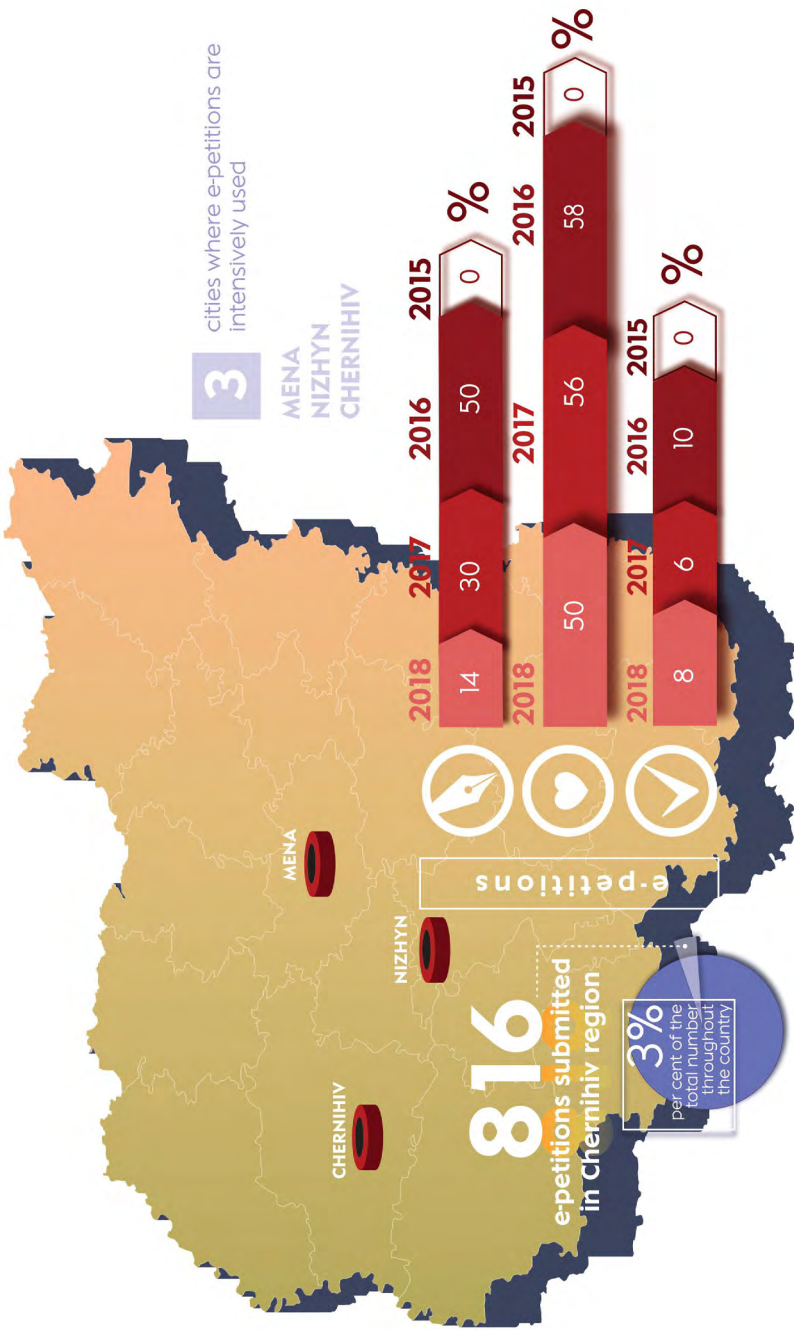 3
cities where e-petitions are
intensively used
MENA
NIZHYN
CHERNIHIV
CHERNIHIV
NIZHYN
MENA
816
e-petitions submitted
in Chernihiv region
3%
per cent of the
total number
throughout
the country
e-petitions
2018 2017 2016 2015
14 30 50 0 %
2018 2017 2016 2015
50 56 58 0 %
2018 2017 2016 2015
8 6 10 0 %